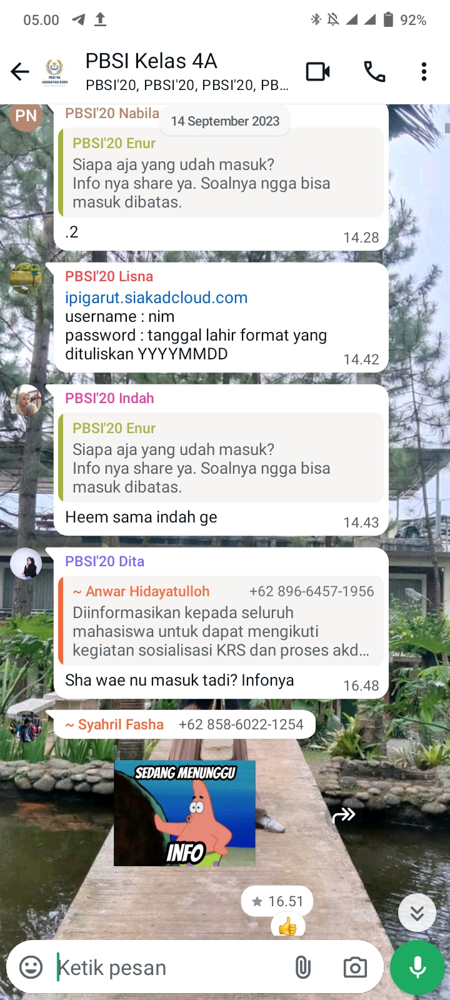 05.00
92%
PBSI Kelas 4A
PBSI'20, PBSI'20, PBSI'20, PB...
PN
PBSI'20 Nabila
14 September 2023
PBSI'20 Enur
Siapa aja yang udah masuk?
Info nya share ya. Soalnya ngga bisa
masuk dibatas.
.2
14.28
PBSI'20 Lisna
ipigarut.siakadcloud.com
username : nim
password : tanggal lahir format yang
dituliskan YYYYMMDD
14.42
PBSI'20 Indah
PBSI'20 Enur
Siapa aja yang udah masuk?
Info nya share ya. Soalnya ngga bisa
masuk dibatas.
Heem sama indah ge
14.43
PBSI'20 Dita
~ Anwar Hidayatulloh +62 896-6457-1956
Diinformasikan kepada seluruh
mahasiswa untuk dapat mengikuti
kegiatan sosialisasi KRS dan proses akd...
Sha wae nu masuk tadi? Infonya
16.48
~ Syahril Fasha +62 858-6022-1254
SEDANG MENUNGGU
INFO
16.51
Ketik pesan